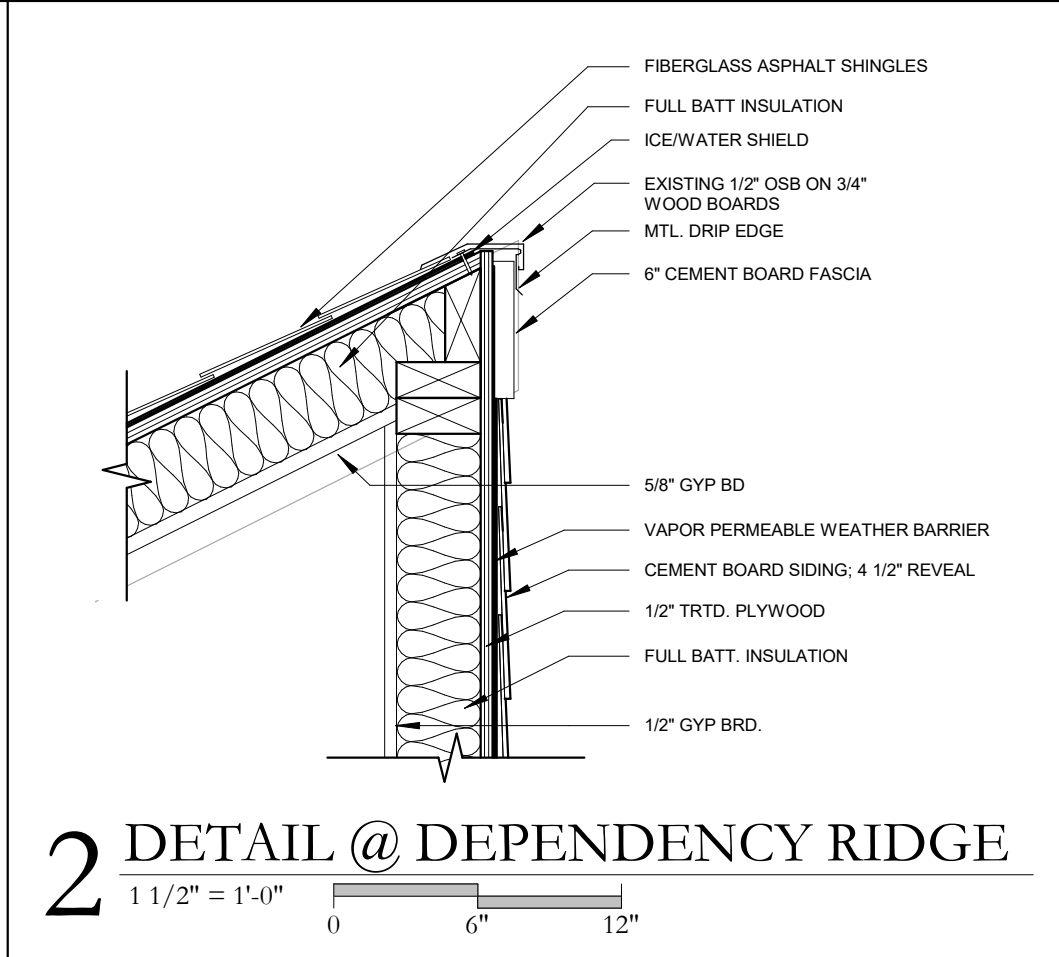 FIBERGLASS ASPHALT SHINGLES
FULL BATT INSULATION
ICE/WATER SHIELD
EXISTING 1/2" OSB ON 3/4"
WOOD BOARDS
MTL. DRIP EDGE
6" CEMENT BOARD FASCIA
5/8" GYP BD
VAPOR PERMEABLE WEATHER BARRIER
CEMENT BOARD SIDING; 4 1/2" REVEAL
1/2" TRTD. PLYWOOD
FULL BATT. INSULATION
1/2" GYP BRD.
2 DETAIL @ DEPENDENCY RIDGE
1 1/2" = 1'-0"
0 6" 12"